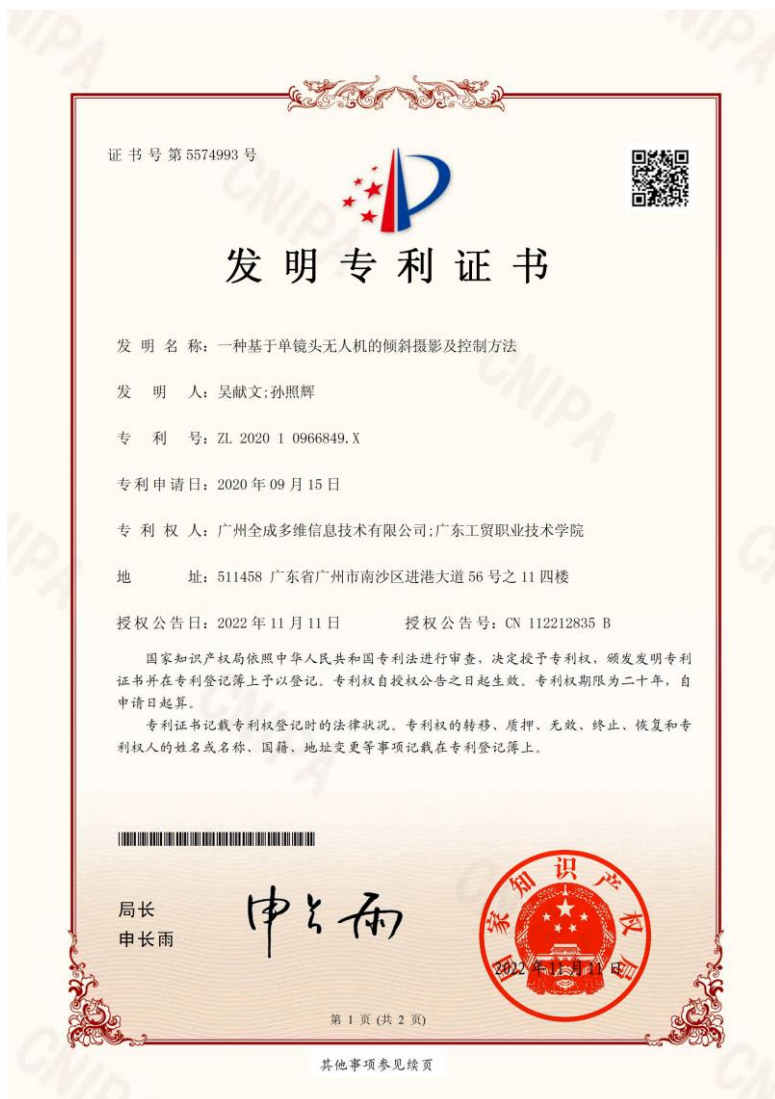 证书号第5574993号
发明专利证书
发明名称：一种基于单镜头无人机的倾斜摄影及控制方法
发明人：吴献文;孙照辉
专利号：ZL 2020 1 0966849.X
专利申请日：2020年09月15日
专利权人：广州全成多维信息技术有限公司;广东工贸职业技术学院
地址：511458 广东省广州市南沙区进港大道56号之11四楼
授权公告日：2022年11月11日 授权公告号：CN 112212835 B
国家知识产权局依照中华人民共和国专利法进行审查，决定授予专利权，颁发发明专利
证书并在专利登记簿上予以登记。专利权自授权公告之日起生效。专利权期限为二十年，自
申请日起算。
专利证书记载专利权登记时的法律状况。专利权的转移、质押、无效、终止、恢复和专
利权人的姓名或名称、国籍、地址变更等事项记载在专利登记簿上。
局长
申长雨
申长雨
国家知识产权局
2022年11月11日
第 1 页 (共 2 页)
其他事项参见续页
CNIPA